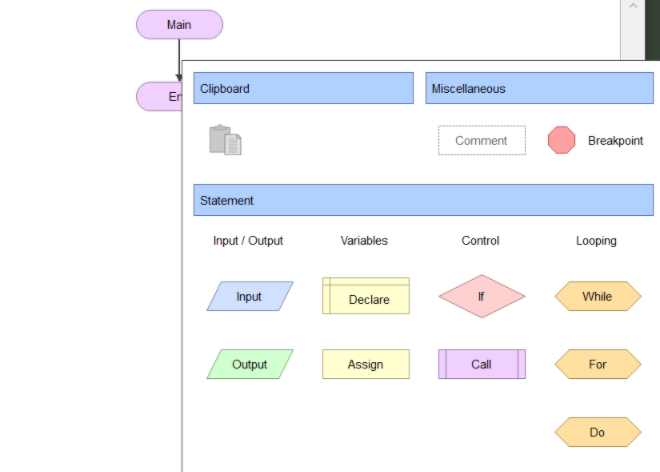 Main
En
Clipboard
Miscellaneous
Comment
Breakpoint
Statement
Input / Output
Variables
Control
Looping
Input
Declare
If
While
Output
Assign
Call
For
Do